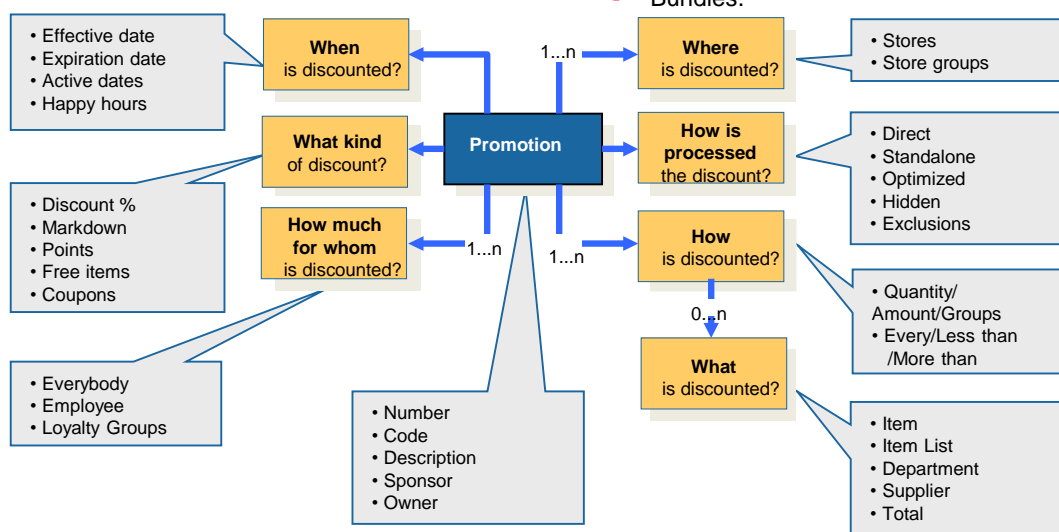 Bundles.
• Effective date
• Expiration date
• Active dates
• Happy hours
When
is discounted?
1...n
Where
is discounted?
• Stores
• Store groups
What kind
of discount?
Promotion
How is
processed
the discount?
• Direct
• Standalone
• Optimized
• Hidden
• Exclusions
• Discount %
• Markdown
• Points
• Free items
• Coupons
How much
for whom
is discounted?
1...n
1...n
How
is discounted?
• Quantity/
Amount/Groups
• Every/Less than
/More than
0...n
What
is discounted?
• Everybody
• Employee
• Loyalty Groups
• Number
• Code
• Description
• Sponsor
• Owner
• Item
• Item List
• Department
• Supplier
• Total